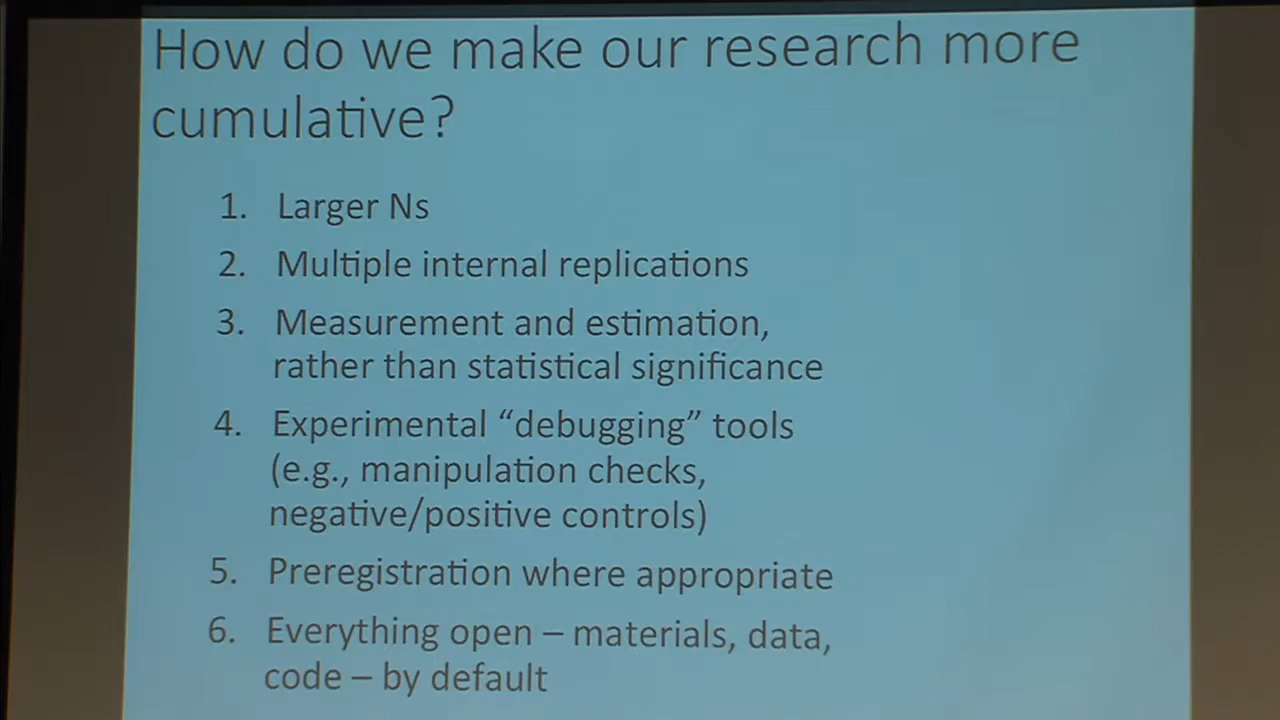 How do we make our research more
cumulative?
1. Larger Ns
2. Multiple internal replications
3. Measurement and estimation,
rather than statistical significance
4. Experimental “debugging” tools
(e.g., manipulation checks,
negative/positive controls)
5. Preregistration where appropriate
6. Everything open – materials, data,
code – by default